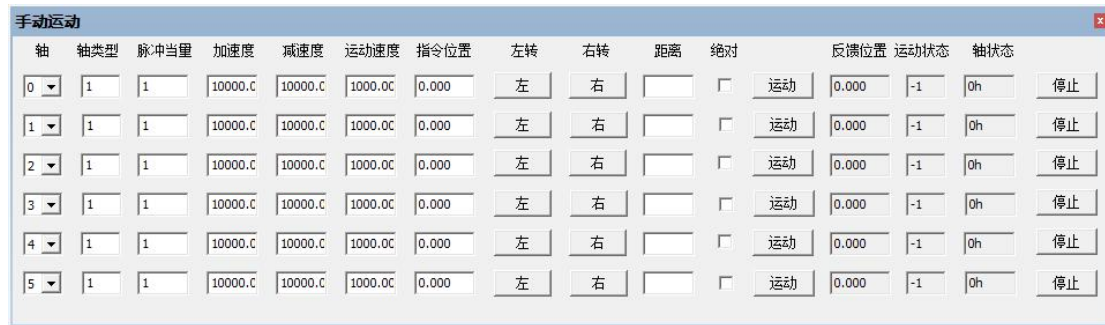 手动运动
轴 轴类型 脉冲当量 加速度 减速度 运动速度 指令位置 左转 右转 距离 绝对 反馈位置 运动状态 轴状态
0 1 1 10000.0 10000.0 1000.00 0.000 左 右 运动 0.000 -1 0h 停止
1 1 1 10000.0 10000.0 1000.00 0.000 左 右 运动 0.000 -1 0h 停止
2 1 1 10000.0 10000.0 1000.00 0.000 左 右 运动 0.000 -1 0h 停止
3 1 1 10000.0 10000.0 1000.00 0.000 左 右 运动 0.000 -1 0h 停止
4 1 1 10000.0 10000.0 1000.00 0.000 左 右 运动 0.000 -1 0h 停止
5 1 1 10000.0 10000.0 1000.00 0.000 左 右 运动 0.000 -1 0h 停止